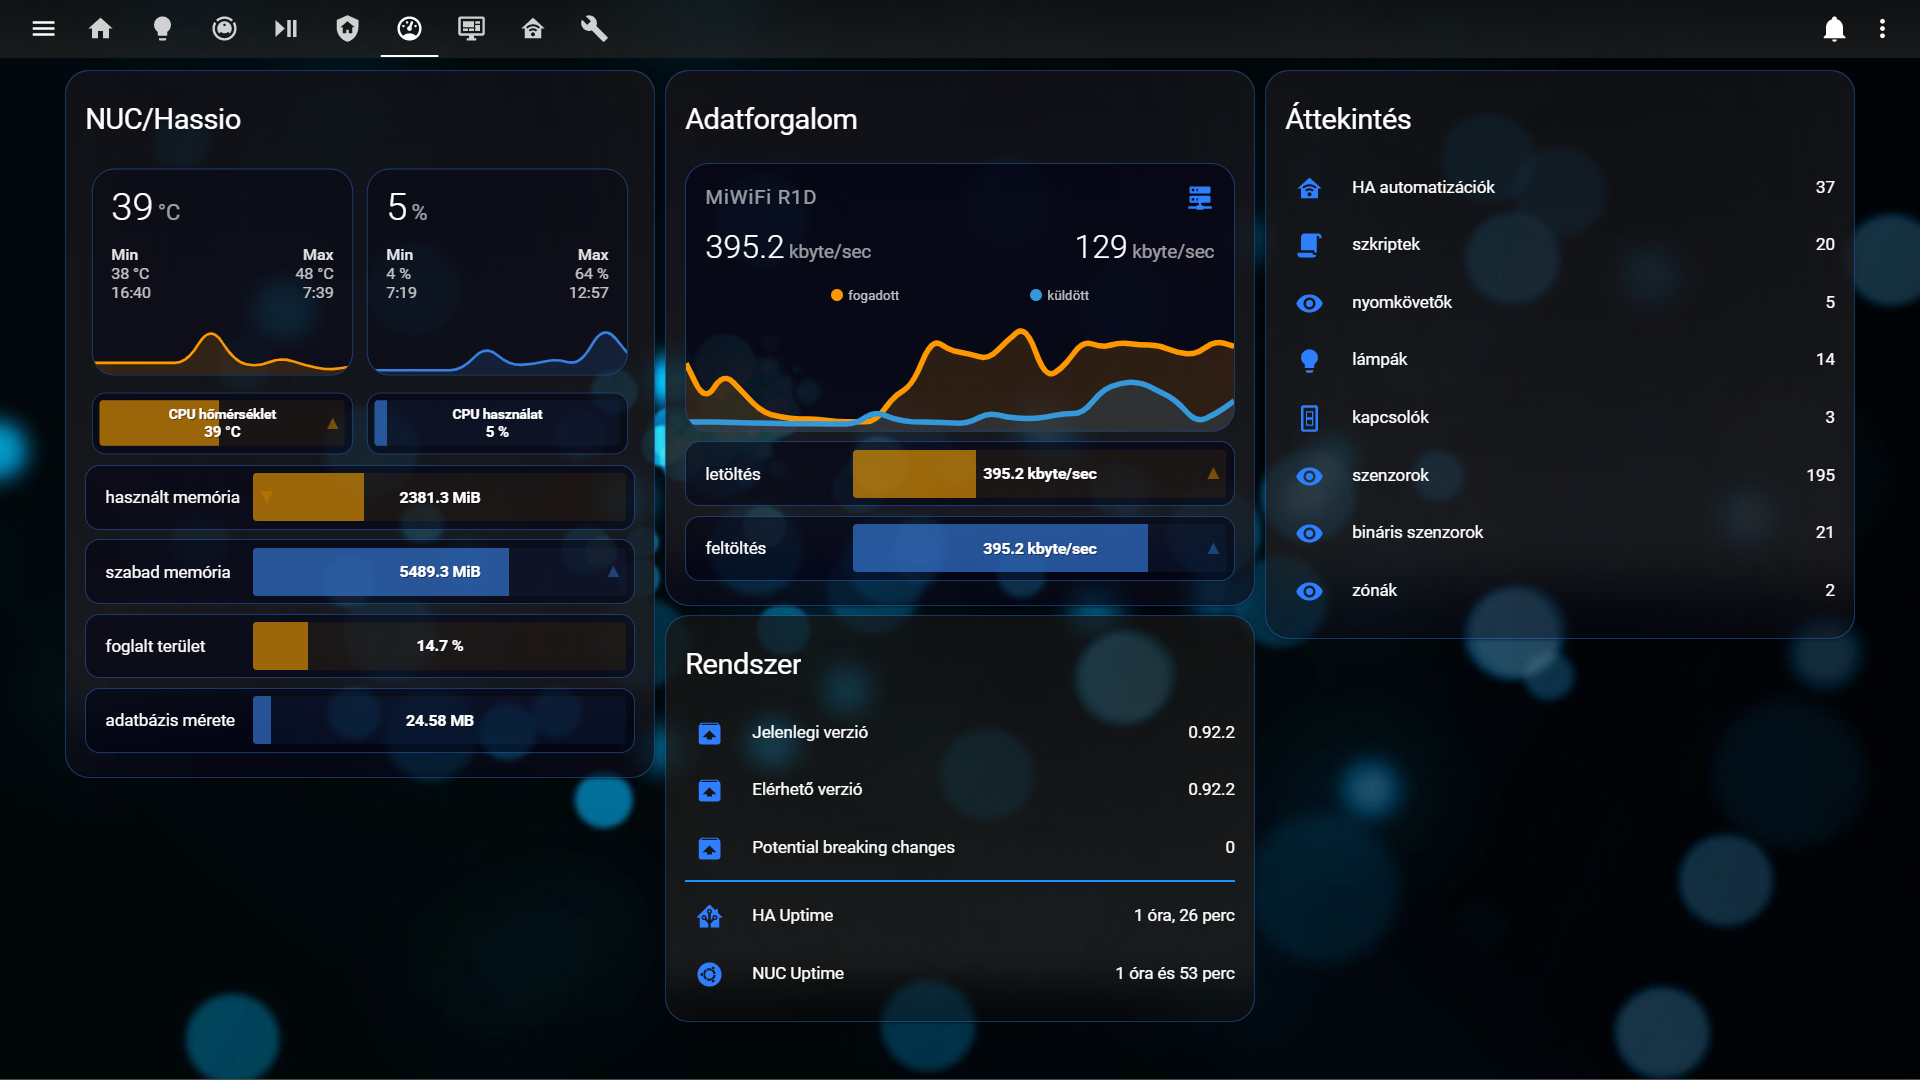 NUC/Hassio
39 °C
Min Max
38 °C 48 °C
16:40 7:39
5 %
Min Max
4 % 64 %
7:19 12:57
CPU hőmérséklet
39 °C
CPU használat
5 %
használt memória 2381.3 MiB
szabad memória 5489.3 MiB
foglalt terület 14.7 %
adatbázis mérete 24.58 MB
Adatforgalom
MiWiFi R1D
395.2 kbyte/sec 129 kbyte/sec
fogadott küldött
letöltés 395.2 kbyte/sec
feltöltés 395.2 kbyte/sec
Rendszer
Jelenlegi verzió 0.92.2
Elérhető verzió 0.92.2
Potential breaking changes 0
HA Uptime 1 óra, 26 perc
NUC Uptime 1 óra és 53 perc
Áttekintés
HA automatizációk 37
szkriptek 20
nyomkövetők 5
lámpák 14
kapcsolók 3
szenzorok 195
bináris szenzorok 21
zónák 2